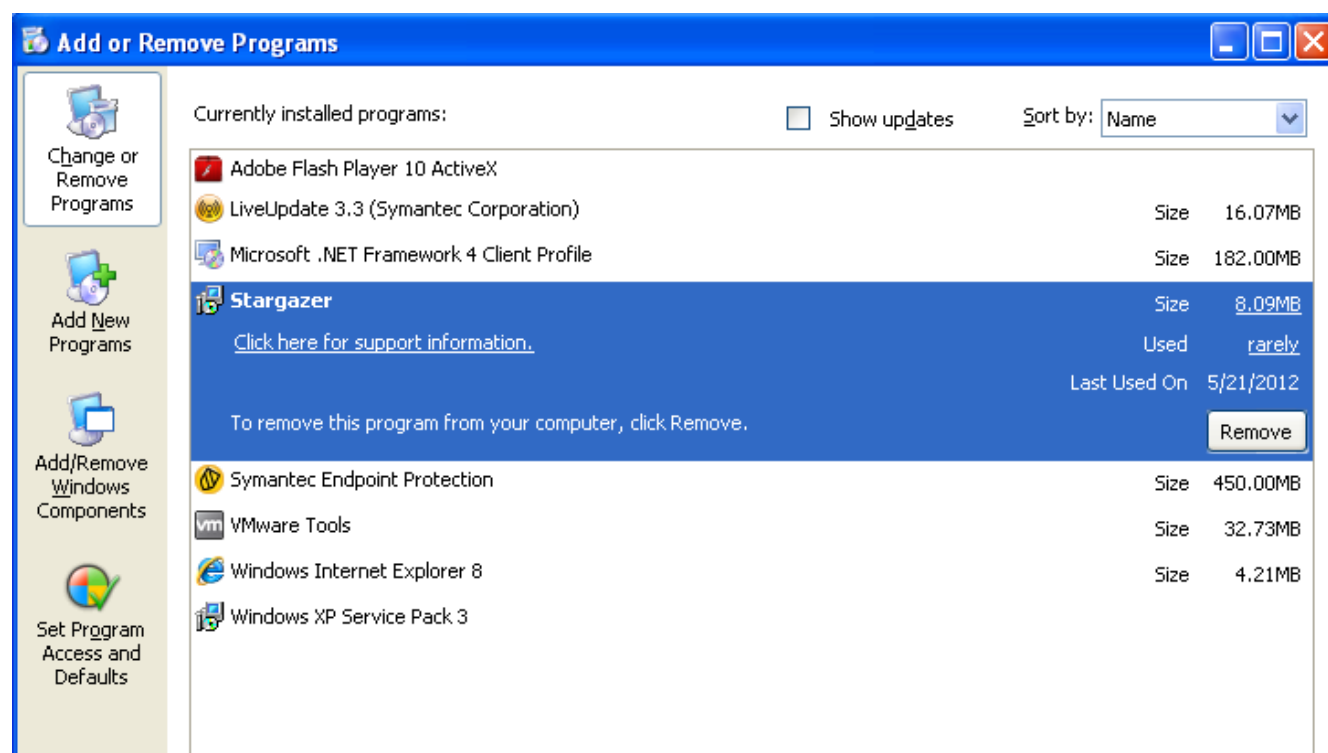 Add or Remove Programs
Change or
Remove
Programs
Add New
Programs
Add/Remove
Windows
Components
Set Program
Access and
Defaults
Currently installed programs:
Show updates
Sort by: Name
Adobe Flash Player 10 ActiveX
LiveUpdate 3.3 (Symantec Corporation) Size 16.07MB
Microsoft .NET Framework 4 Client Profile Size 182.00MB
Stargazer Size 8.09MB
Click here for support information. Used rarely
Last Used On 5/21/2012
To remove this program from your computer, click Remove. Remove
Symantec Endpoint Protection Size 450.00MB
vm VMware Tools Size 32.73MB
Windows Internet Explorer 8 Size 4.21MB
Windows XP Service Pack 3